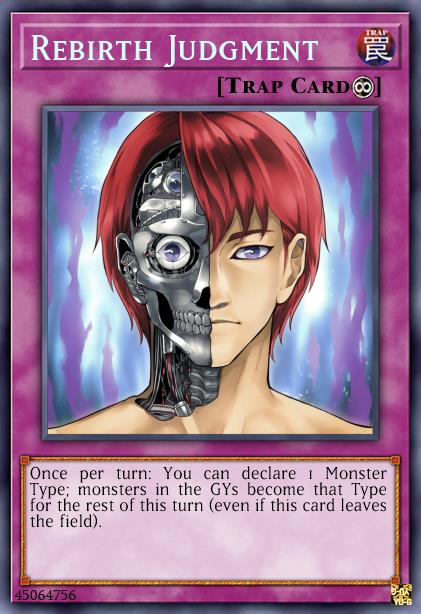 Rebirth Judgment
TRAP
罠
[Trap Card]
Once per turn: You can declare 1 Monster
Type; monsters in the GYs become that Type
for the rest of this turn (even if this card leaves
the field).
45064756